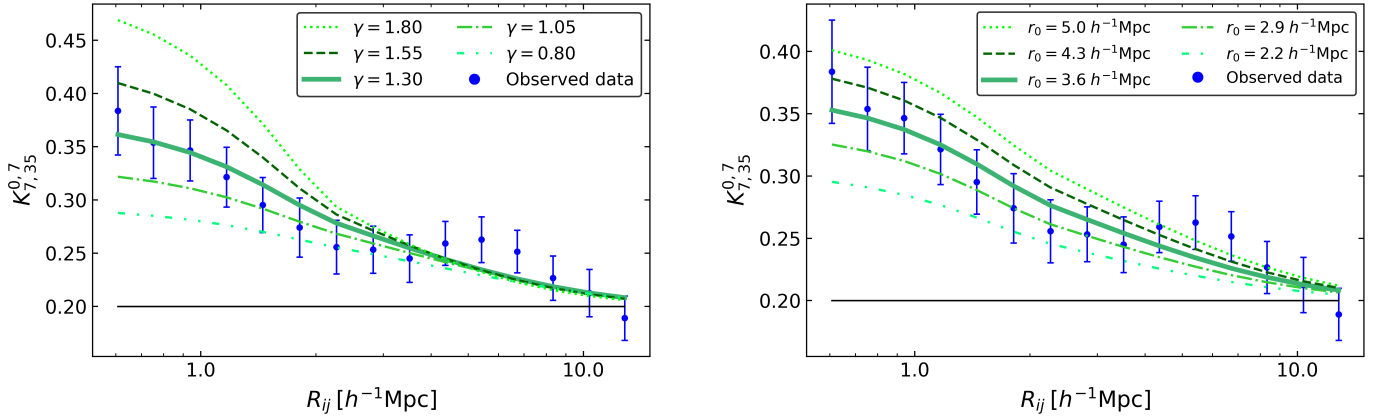 γ = 1.80
γ = 1.55
γ = 1.30
γ = 1.05
γ = 0.80
Observed data
0.45
0.40
0.35
0.30
0.25
0.20
K^{0, 7}_{7, 35}
1.0
10.0
R_{ij} [h^{−1}Mpc]
r_0 = 5.0 h^{−1}Mpc
r_0 = 4.3 h^{−1}Mpc
r_0 = 3.6 h^{−1}Mpc
r_0 = 2.9 h^{−1}Mpc
r_0 = 2.2 h^{−1}Mpc
Observed data
0.40
0.35
0.30
0.25
0.20
K^{0, 7}_{7, 35}
1.0
10.0
R_{ij} [h^{−1}Mpc]